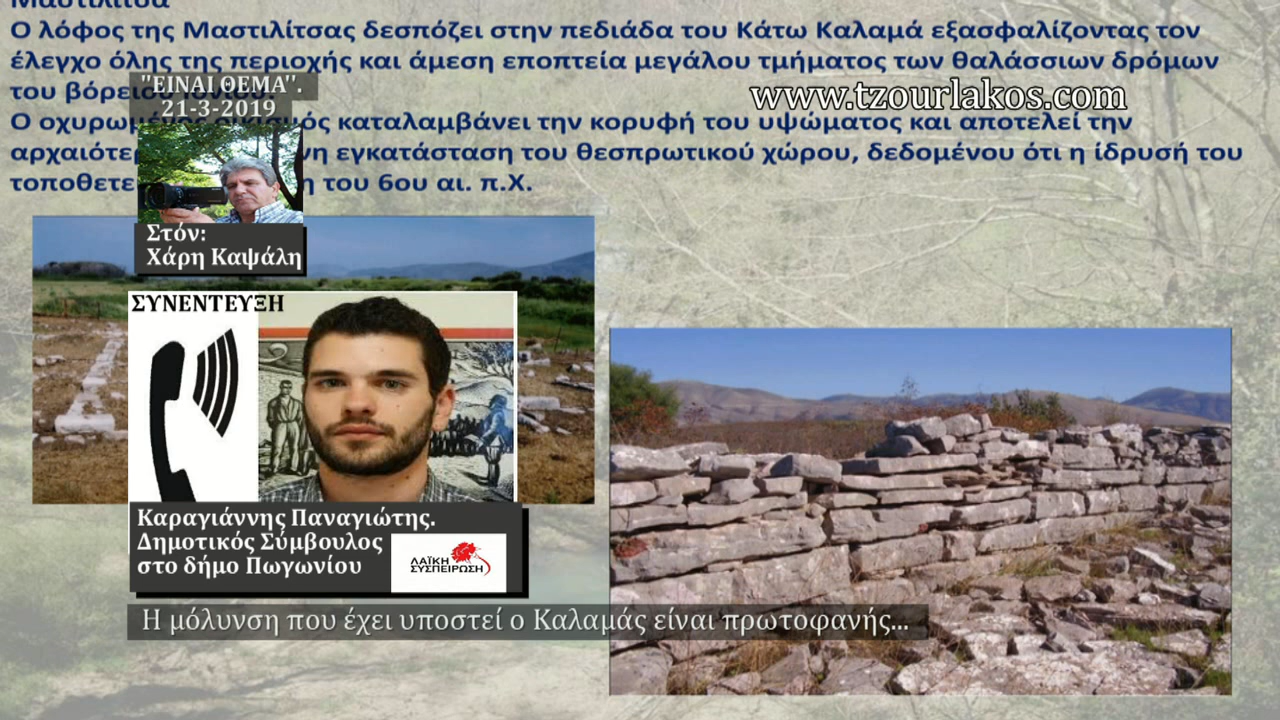 Μαστιλίτσα
Ο λόφος της Μαστιλίτσας δεσπόζει στην πεδιάδα του Κάτω Καλαμά εξασφαλίζοντας τον
έλεγχο όλης της περιοχής και άμεση εποπτεία μεγάλου τμήματος των θαλάσσιων δρόμων
του βόρειου Ιονίου.
Ο οχυρωμένος οικισμός καταλαμβάνει την κορυφή του υψώματος και αποτελεί την
εγκατάσταση του θεσπρωτικού χώρου, δεδομένου ότι η ίδρυσή του
του 6ου αι. π.Χ.
"ΕΙΝΑΙ ΘΕΜΑ".
21-3-2019
www.tzourlakos.com
Στόν:
Χάρη Καψάλη
ΣΥΝΕΝΤΕΥΞΗ
Καραγιάννης Παναγιώτης.
Δημοτικός Σύμβουλος
στο δήμο Πωγωνίου
ΛΑΪΚΗ
ΣΥΣΠΕΙΡΩΣΗ
Η μόλυνση που έχει υποστεί ο Καλαμάς είναι πρωτοφανής...